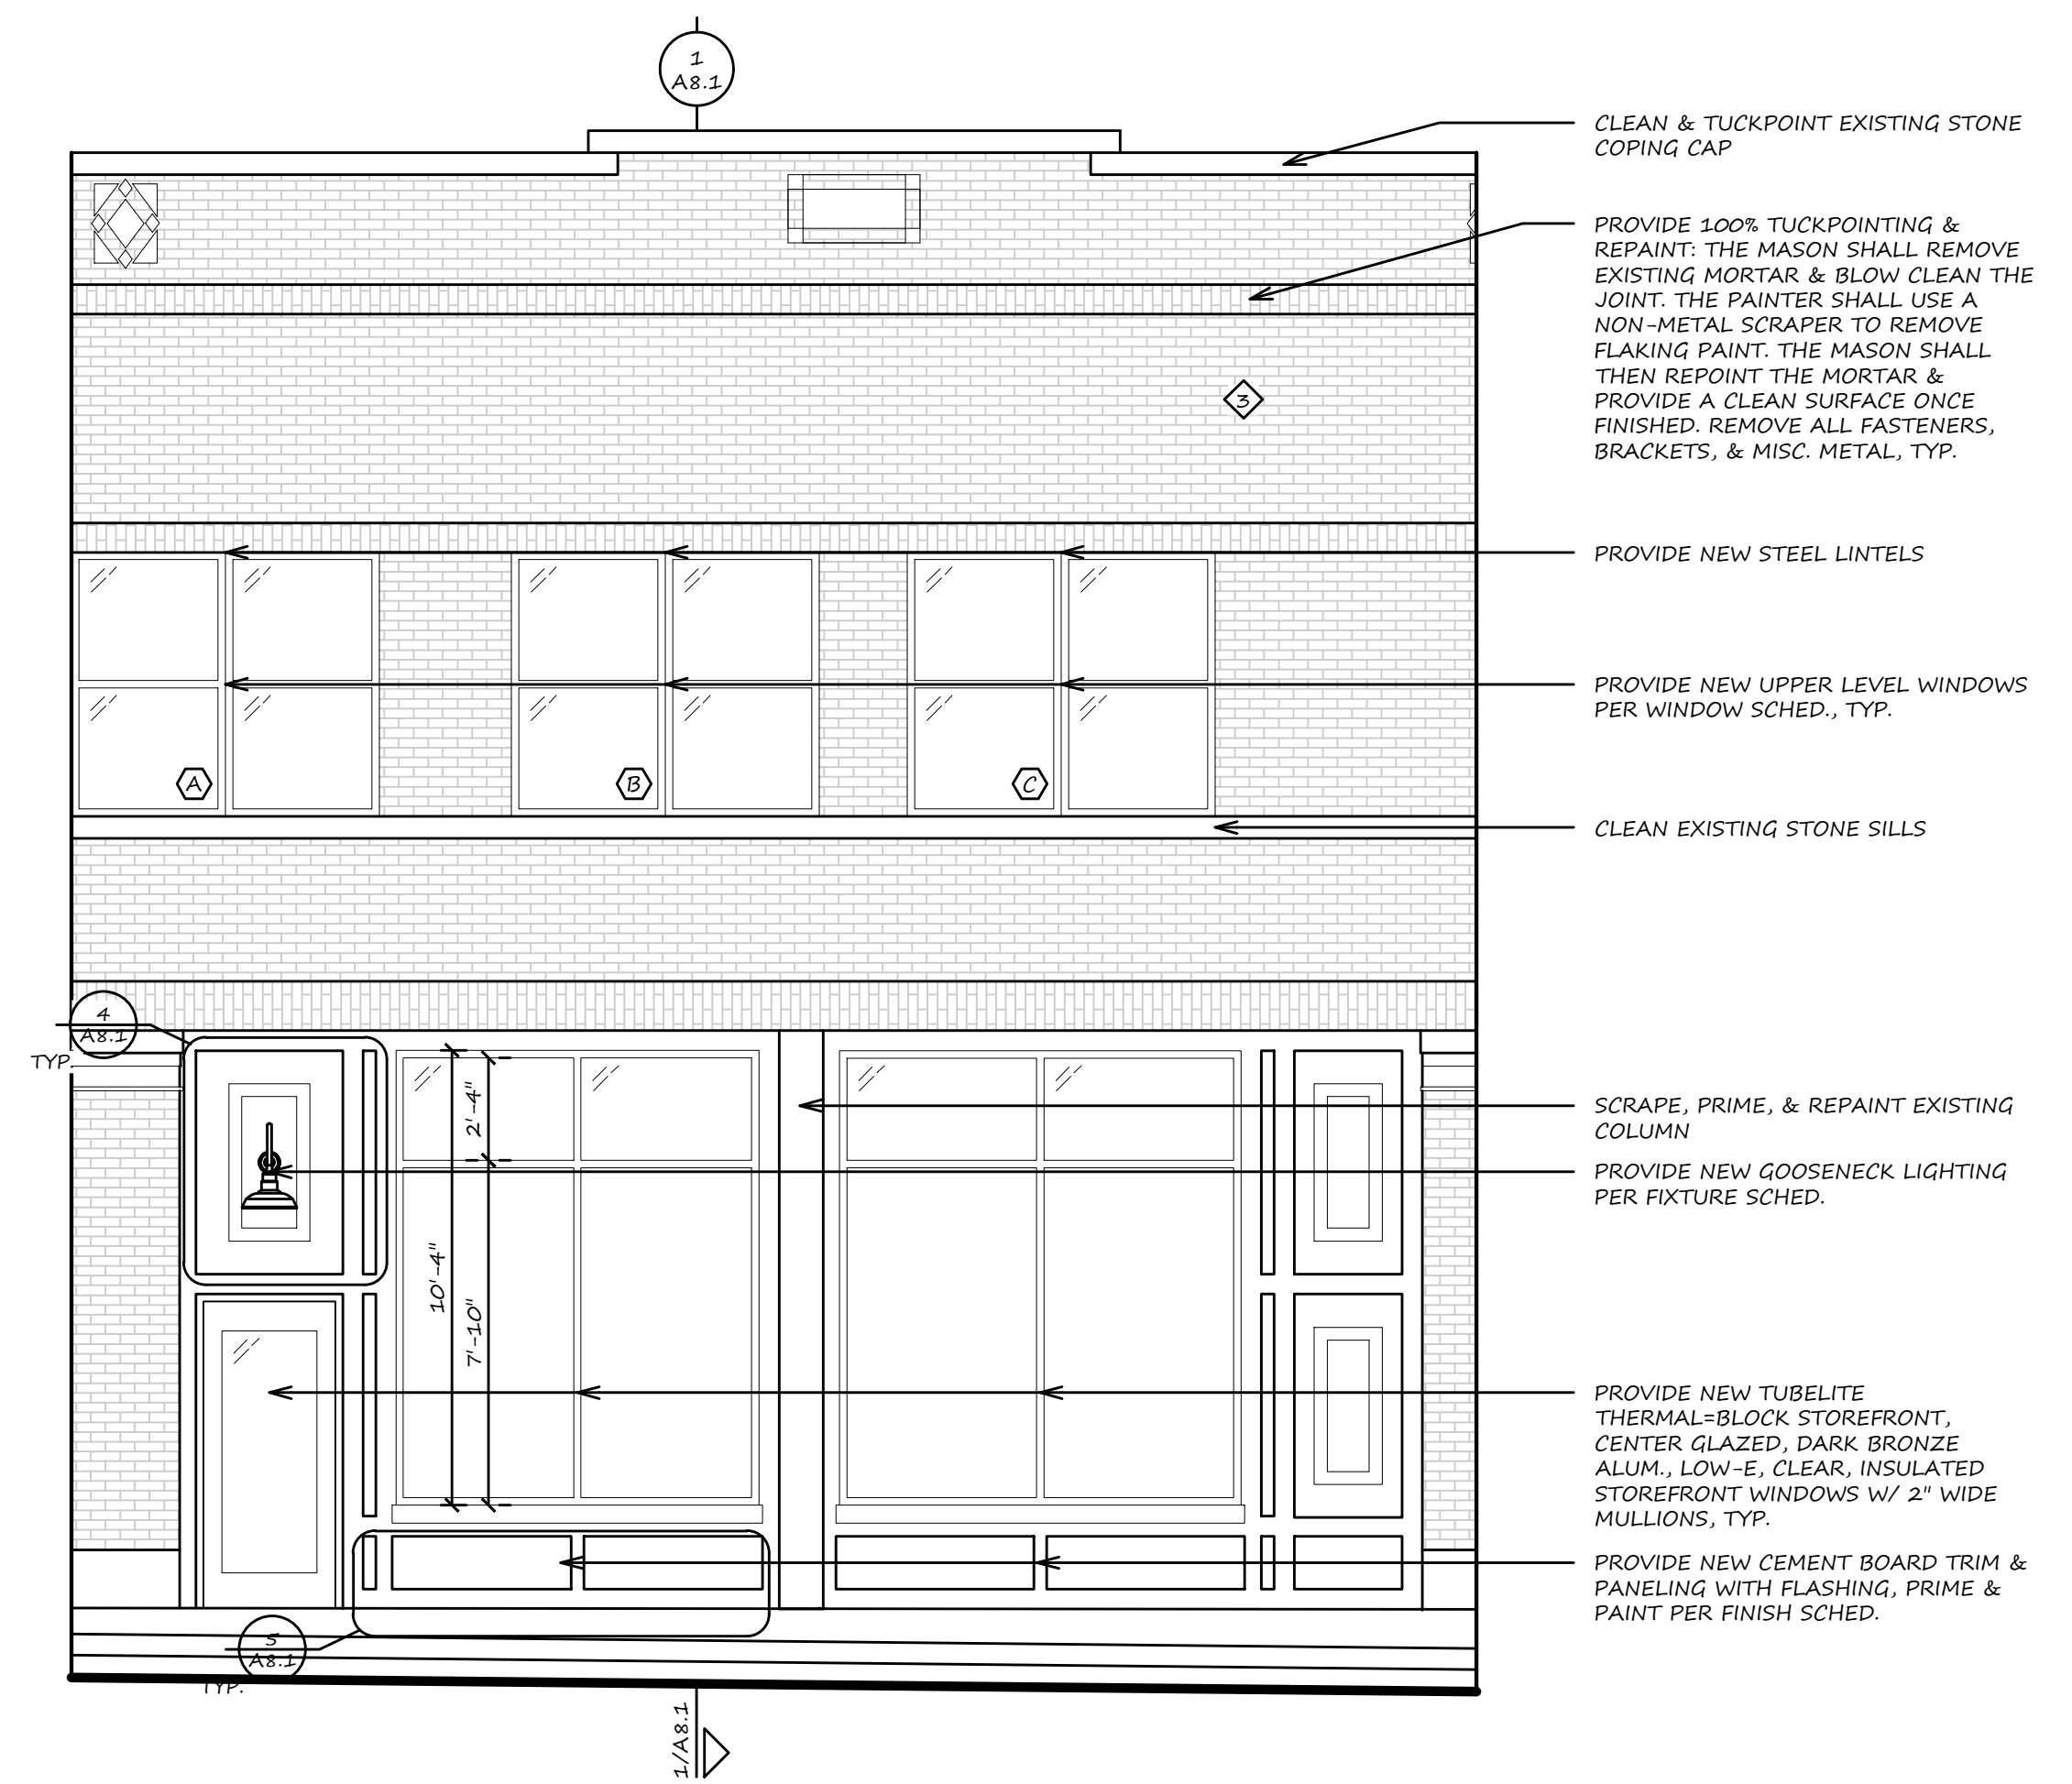 1
A8.1
CLEAN & TUCKPOINT EXISTING STONE
COPING CAP
PROVIDE 100% TUCKPOINTING &
REPAINT: THE MASON SHALL REMOVE
EXISTING MORTAR & BLOW CLEAN THE
JOINT. THE PAINTER SHALL USE A
NON-METAL SCRAPER TO REMOVE
FLAKING PAINT. THE MASON SHALL
THEN REPOINT THE MORTAR &
PROVIDE A CLEAN SURFACE ONCE
FINISHED. REMOVE ALL FASTENERS,
BRACKETS, & MISC. METAL, TYP.
3
PROVIDE NEW STEEL LINTELS
PROVIDE NEW UPPER LEVEL WINDOWS
PER WINDOW SCHED., TYP.
A
B
C
CLEAN EXISTING STONE SILLS
4
A8.1
TYP.
2'-4"
10'-4"
7'-10"
SCRAPE, PRIME, & REPAINT EXISTING
COLUMN
PROVIDE NEW GOOSENECK LIGHTING
PER FIXTURE SCHED.
PROVIDE NEW TUBELITE
THERMAL=BLOCK STOREFRONT,
CENTER GLAZED, DARK BRONZE
ALUM., LOW-E, CLEAR, INSULATED
STOREFRONT WINDOWS W/ 2" WIDE
MULLIONS, TYP.
PROVIDE NEW CEMENT BOARD TRIM &
PANELING WITH FLASHING, PRIME &
PAINT PER FINISH SCHED.
5
A8.1
TYP.
1/A8.1